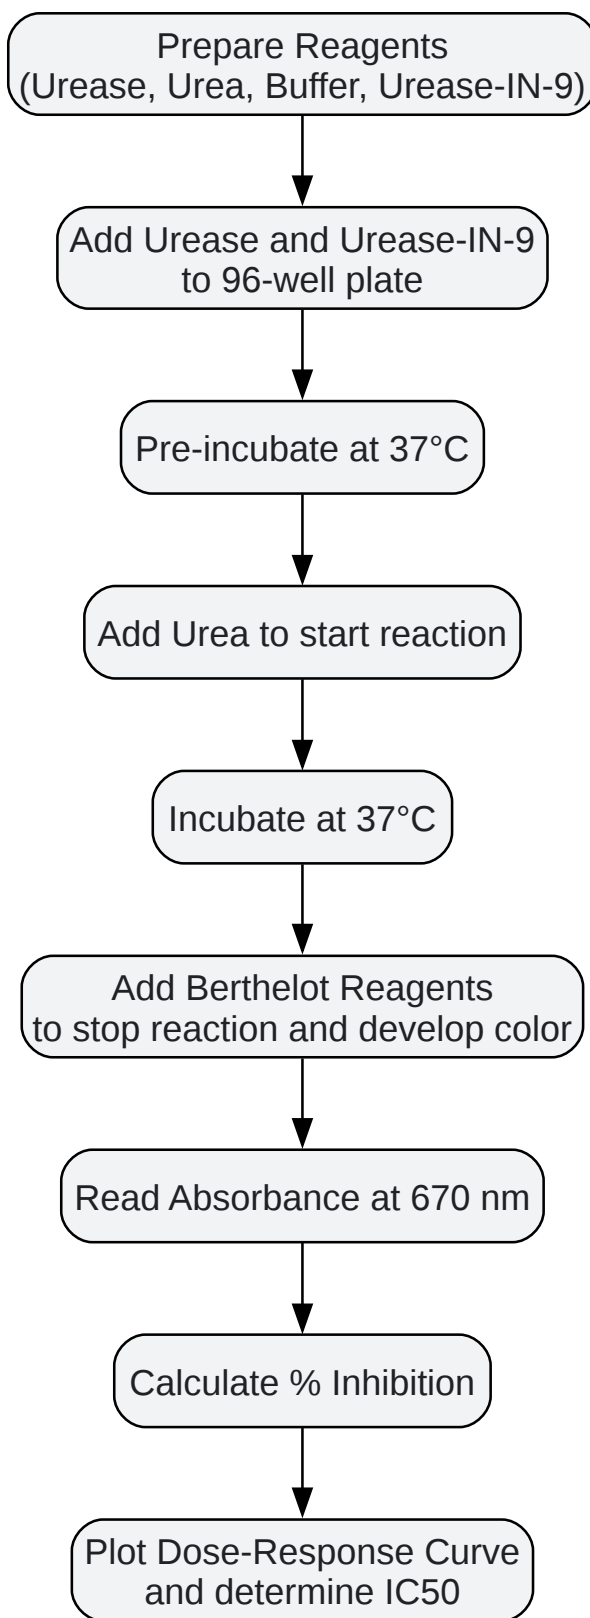 Prepare Reagents
(Urease, Urea, Buffer, Urease-IN-9)
Add Urease and Urease-IN-9
to 96-well plate
Pre-incubate at 37°C
Add Urea to start reaction
Incubate at 37°C
Add Berthelot Reagents
to stop reaction and develop color
Read Absorbance at 670 nm
Calculate % Inhibition
Plot Dose-Response Curve
and determine IC50